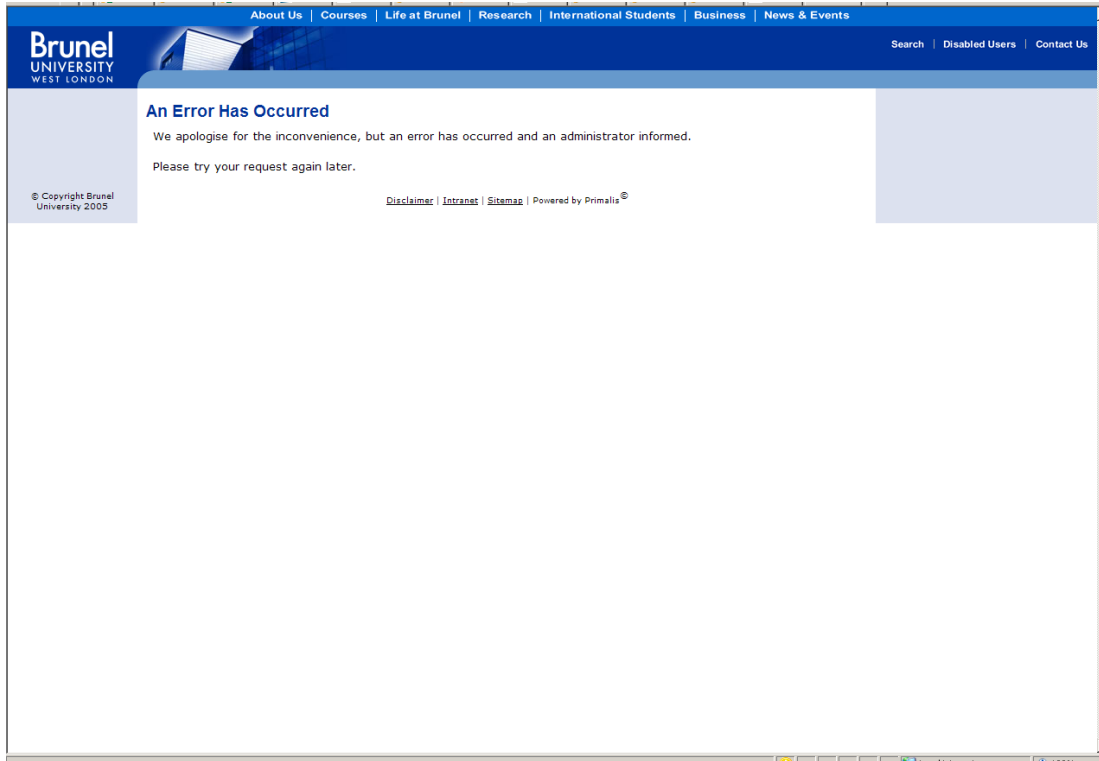 About Us | Courses | Life at Brunel | Research | International Students | Business | News & Events
Brunel
UNIVERSITY
WEST LONDON
Search | Disabled Users | Contact Us
An Error Has Occurred
We apologise for the inconvenience, but an error has occurred and an administrator informed.
Please try your request again later.
© Copyright Brunel
University 2005
Disclaimer | Intranet | Sitemap | Powered by Primalis©